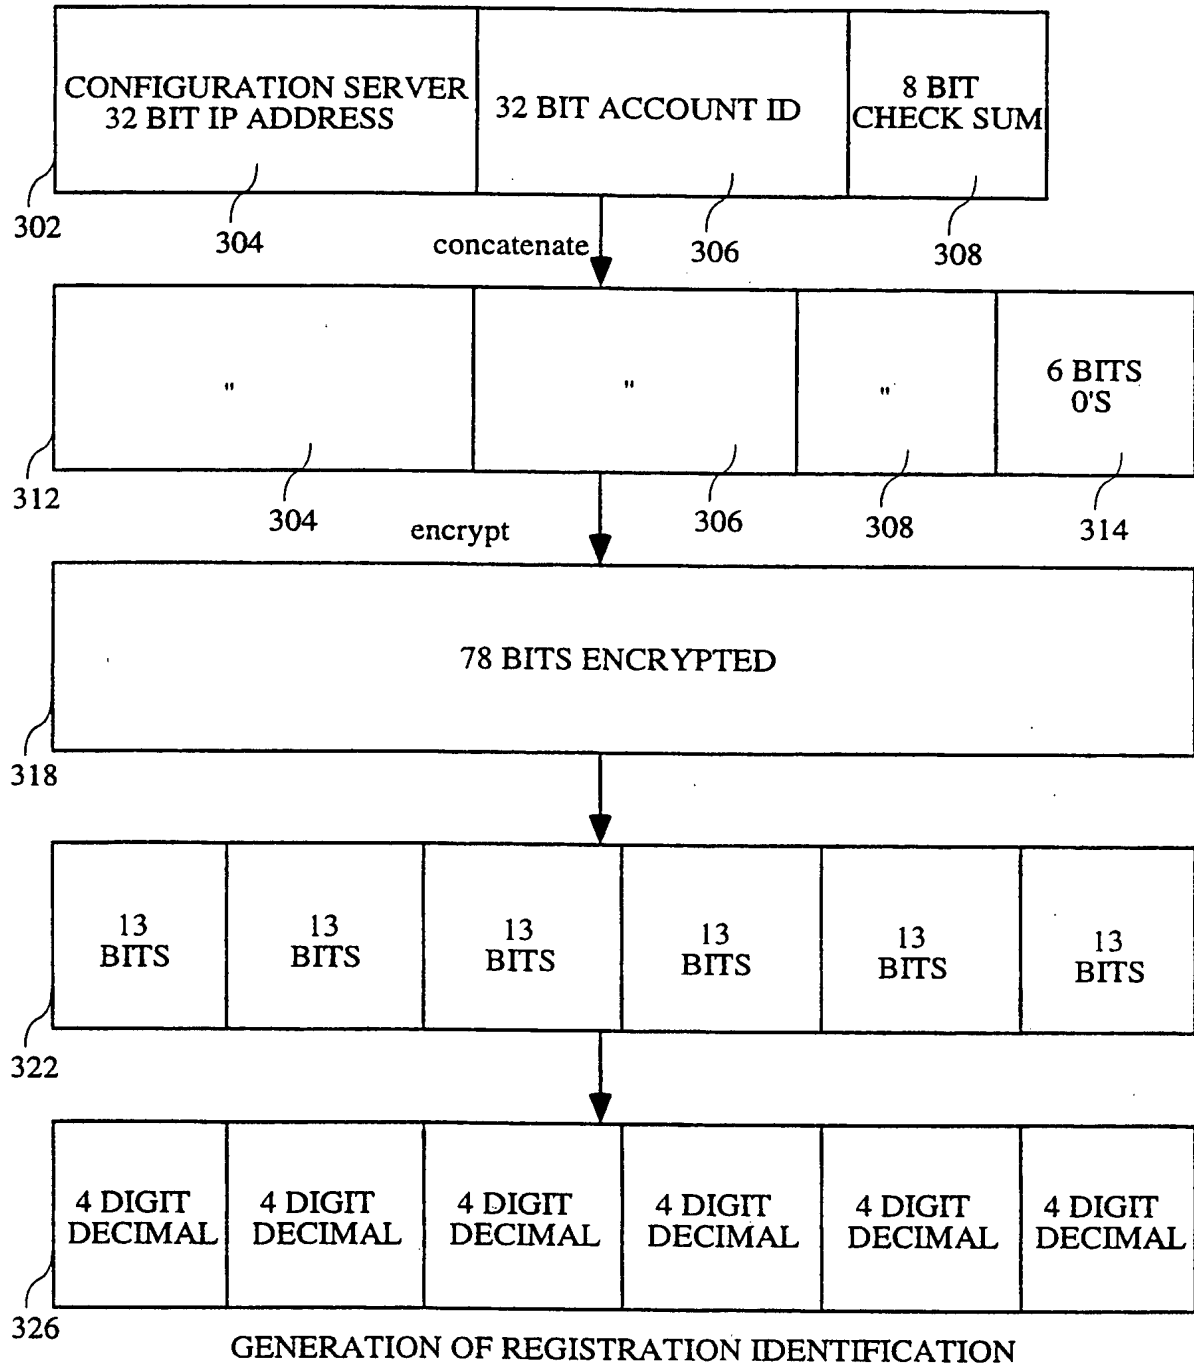 CONFIGURATION SERVER
32 BIT IP ADDRESS
32 BIT ACCOUNT ID
8 BIT
CHECK SUM
302
304
concatenate
306
308
"
"
"
6 BITS
0'S
312
304
encrypt
306
308
314
78 BITS ENCRYPTED
318
13
BITS
13
BITS
13
BITS
13
BITS
13
BITS
13
BITS
322
4 DIGIT
DECIMAL
4 DIGIT
DECIMAL
4 DIGIT
DECIMAL
4 DIGIT
DECIMAL
4 DIGIT
DECIMAL
4 DIGIT
DECIMAL
326
GENERATION OF REGISTRATION IDENTIFICATION